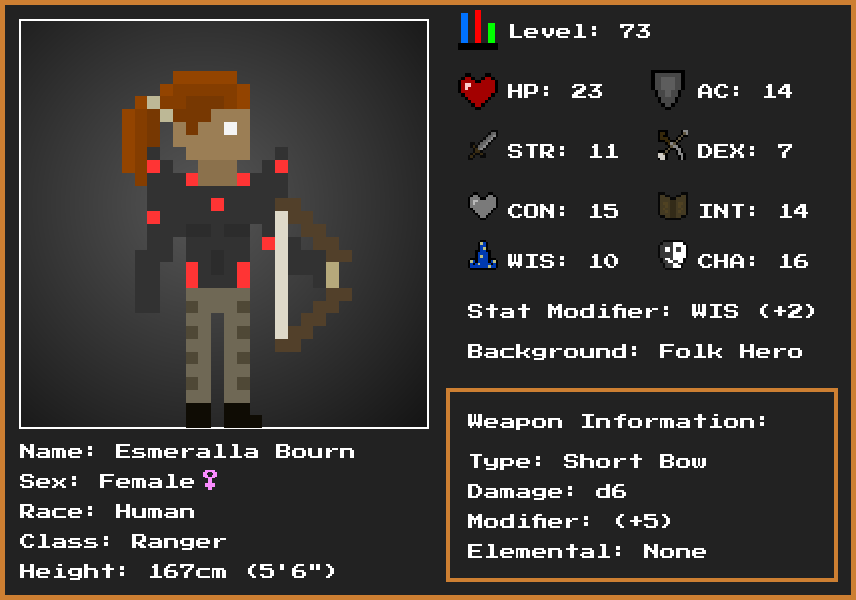 Level: 73
HP: 23 AC: 14
STR: 11 DEX: 7
CON: 15 INT: 14
WIS: 10 CHA: 16
Stat Modifier: WIS (+2)
Background: Folk Hero
Weapon Information:
Type: Short Bow
Damage: d6
Modifier: (+5)
Elemental: None
Name: Esmeralla Bourn
Sex: Female♀
Race: Human
Class: Ranger
Height: 167cm (5'6")